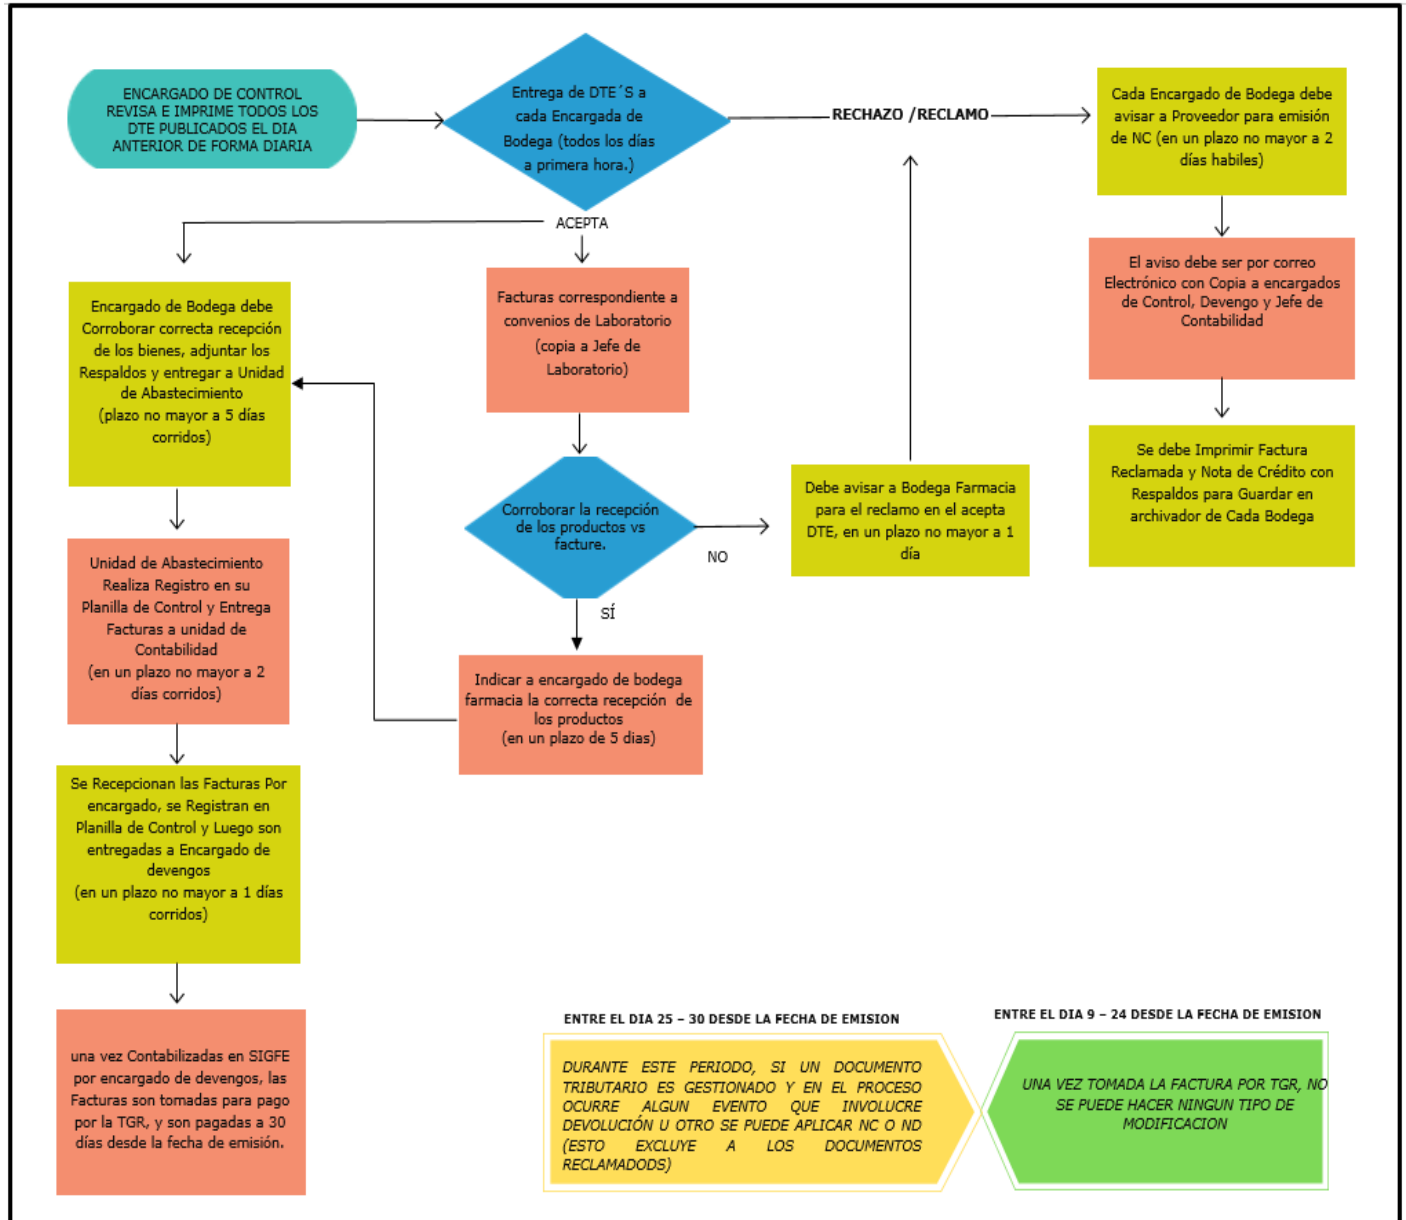 ENCARGADO DE CONTROL
REVISA E IMPRIME TODOS LOS
DTE PUBLICADOS EL DIA
ANTERIOR DE FORMA DIARIA
Entrega de DTE´S a
cada Encargada de
Bodega (todos los días
a primera hora.)
RECHAZO /RECLAMO
Cada Encargado de Bodega debe
avisar a Proveedor para emisión
de NC (en un plazo no mayor a 2
días habiles)
ACEPTA
El aviso debe ser por correo
Electrónico con Copia a encargados
de Control, Devengo y Jefe de
Contabilidad
Se debe Imprimir Factura
Reclamada y Nota de Crédito con
Respaldos para Guardar en
archivador de Cada Bodega
Encargado de Bodega debe
Corroborar correcta recepción
de los bienes, adjuntar los
Respaldos y entregar a Unidad
de Abastecimiento
(plazo no mayor a 5 días
corridos)
Facturas correspondiente a
convenios de Laboratorio
(copia a Jefe de
Laboratorio)
Corroborar la recepción
de los productos vs
facture.
NO
Debe avisar a Bodega Farmacia
para el reclamo en el acepta
DTE, en un plazo no mayor a 1
día
SÍ
Indicar a encargado de bodega
farmacia la correcta recepción de
los productos
(en un plazo de 5 dias)
Unidad de Abastecimiento
Realiza Registro en su
Planilla de Control y Entrega
Facturas a unidad de
Contabilidad
(en un plazo no mayor a 2
días corridos)
Se Recepcionan las Facturas Por
encargado, se Registran en
Planilla de Control y Luego son
entregadas a Encargado de
devengos
(en un plazo no mayor a 1 días
corridos)
una vez Contabilizadas en SIGFE
por encargado de devengos, las
Facturas son tomadas para pago
por la TGR, y son pagadas a 30
días desde la fecha de emisión.
ENTRE EL DIA 25 – 30 DESDE LA FECHA DE EMISION
DURANTE ESTE PERIODO, SI UN DOCUMENTO
TRIBUTARIO ES GESTIONADO Y EN EL PROCESO
OCURRE ALGUN EVENTO QUE INVOLUCRE
DEVOLUCIÓN U OTRO SE PUEDE APLICAR NC O ND
(ESTO EXCLUYE A LOS DOCUMENTOS
RECLAMADODS)
ENTRE EL DIA 9 – 24 DESDE LA FECHA DE EMISION
UNA VEZ TOMADA LA FACTURA POR TGR, NO
SE PUEDE HACER NINGUN TIPO DE
MODIFICACION